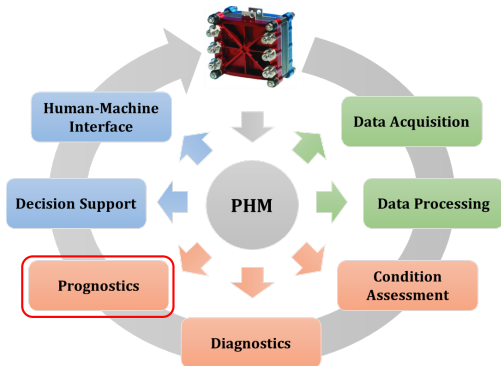 Human-Machine
Interface
Data Acquisition
Decision Support
PHM
Data Processing
Prognostics
Condition
Assessment
Diagnostics